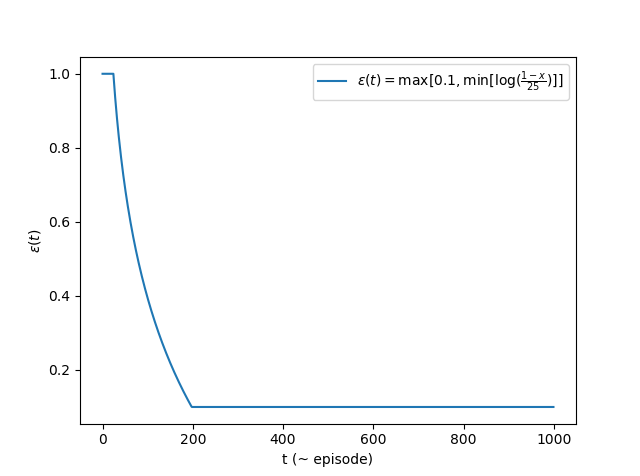 ε(t) = max[0.1, min[log(\frac{1-x}{25})]]
1.0
0.8
0.6
0.4
0.2
ε(t)
0 200 400 600 800 1000
t (~ episode)